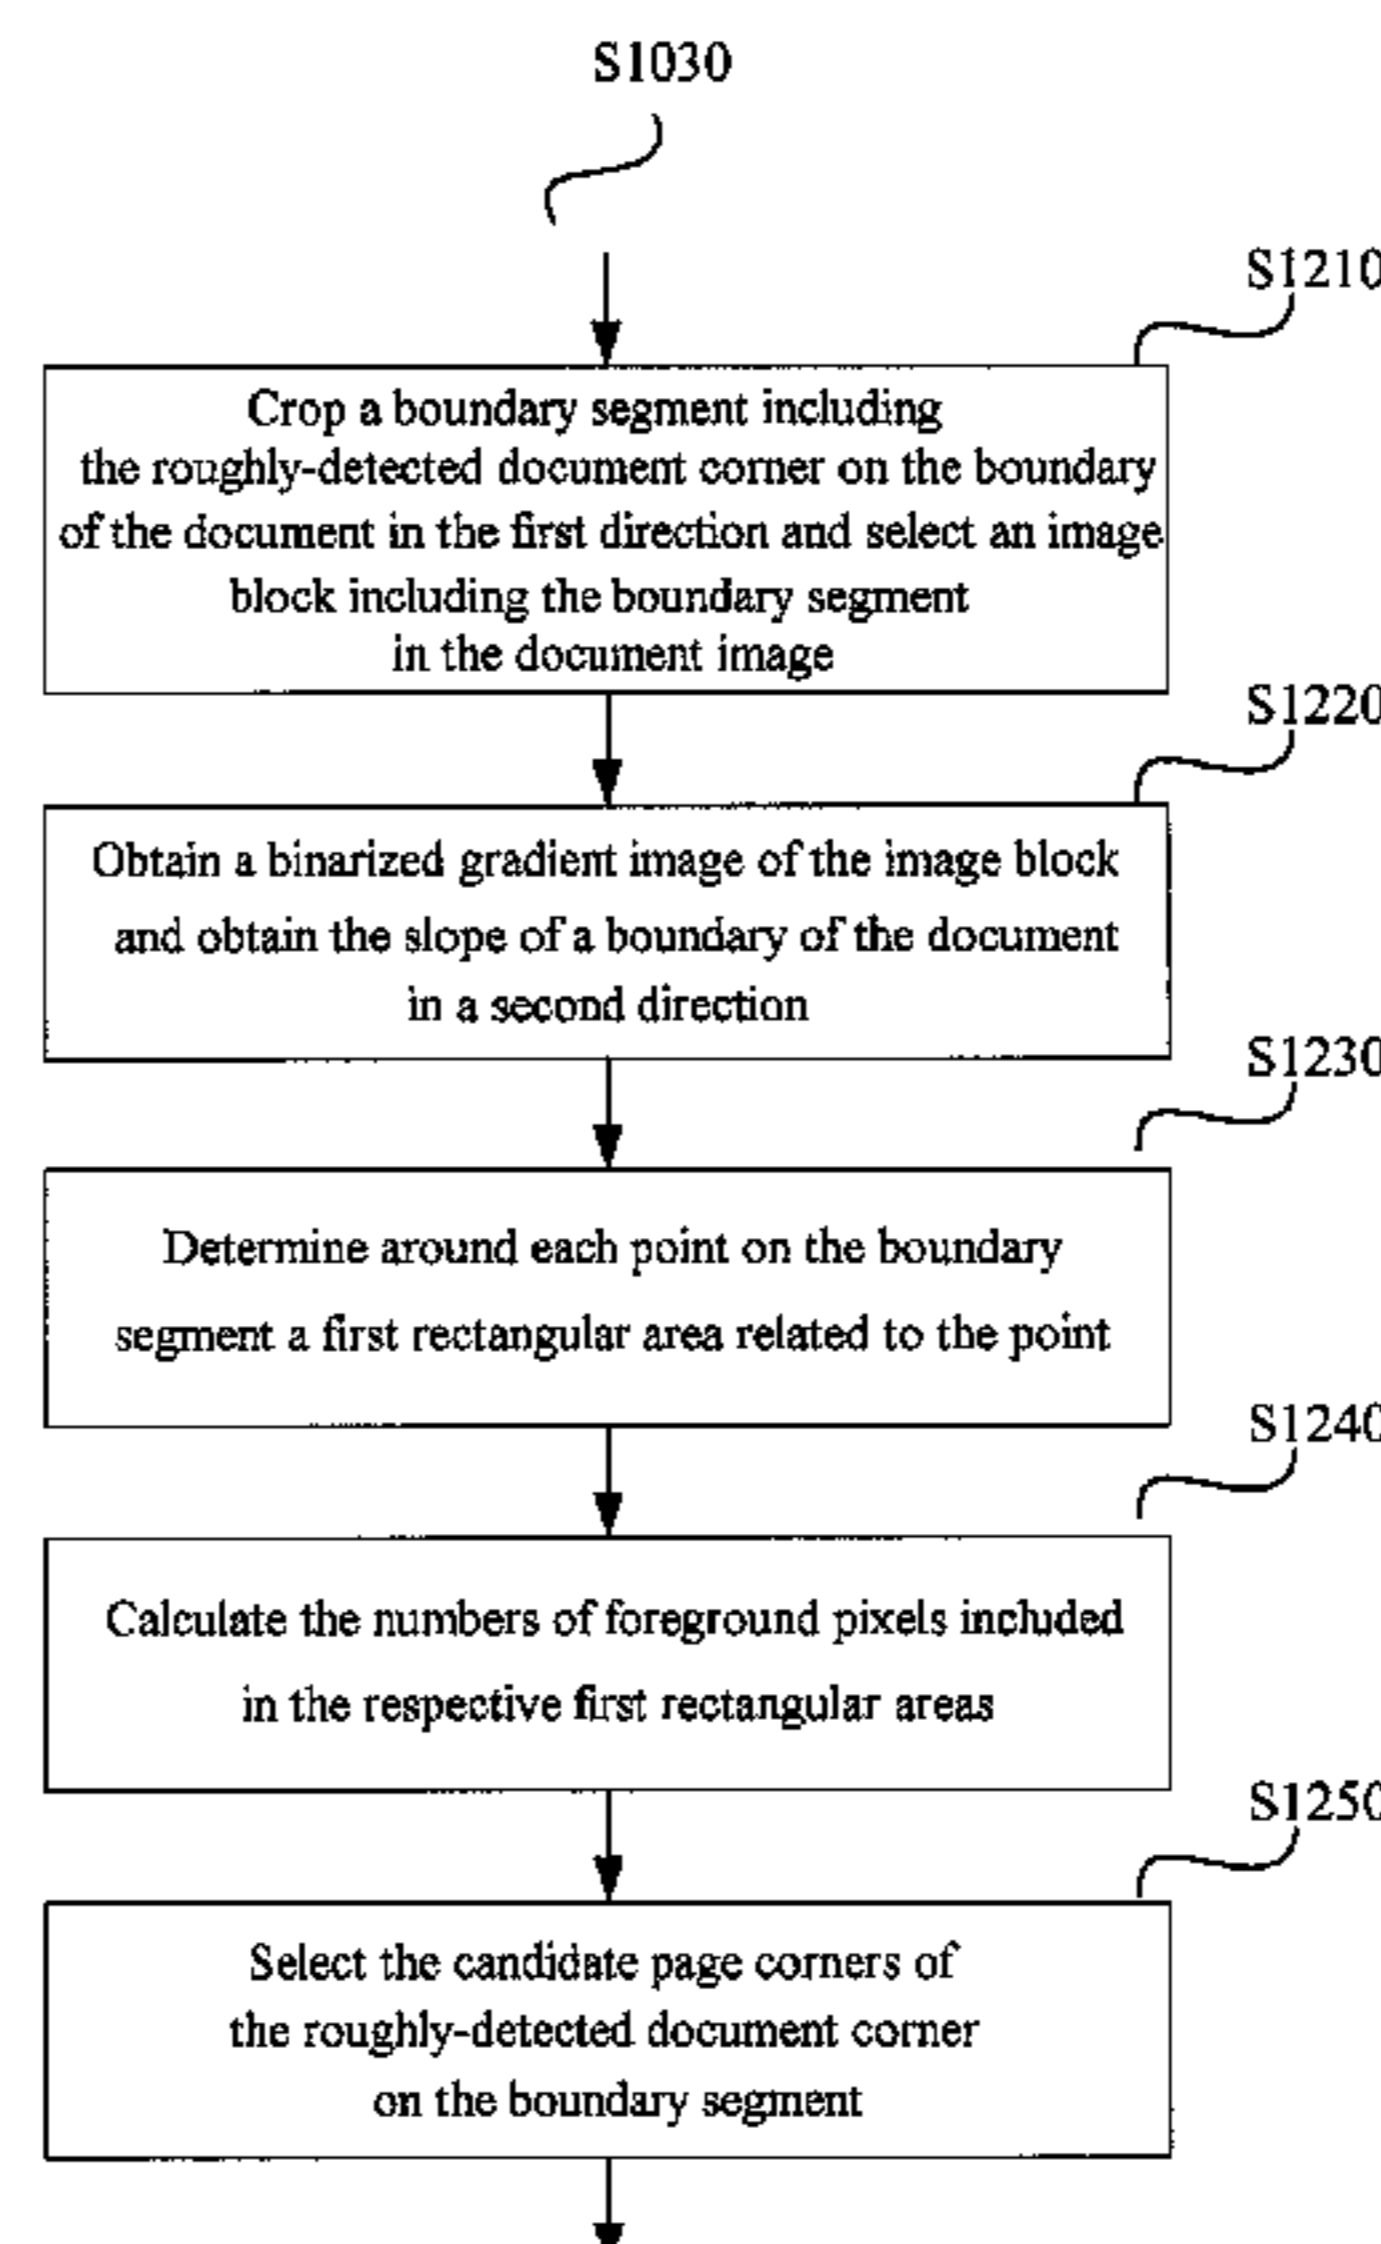 S1030
S1210
Crop a boundary segment including
the roughly-detected document corner on the boundary
of the document in the first direction and select an image
block including the boundary segment
in the document image
S1220
Obtain a binarized gradient image of the image block
and obtain the slope of a boundary of the document
in a second direction
S1230
Determine around each point on the boundary
segment a first rectangular area related to the point
S1240
Calculate the numbers of foreground pixels included
in the respective first rectangular areas
S1250
Select the candidate page corners of
the roughly-detected document corner
on the boundary segment